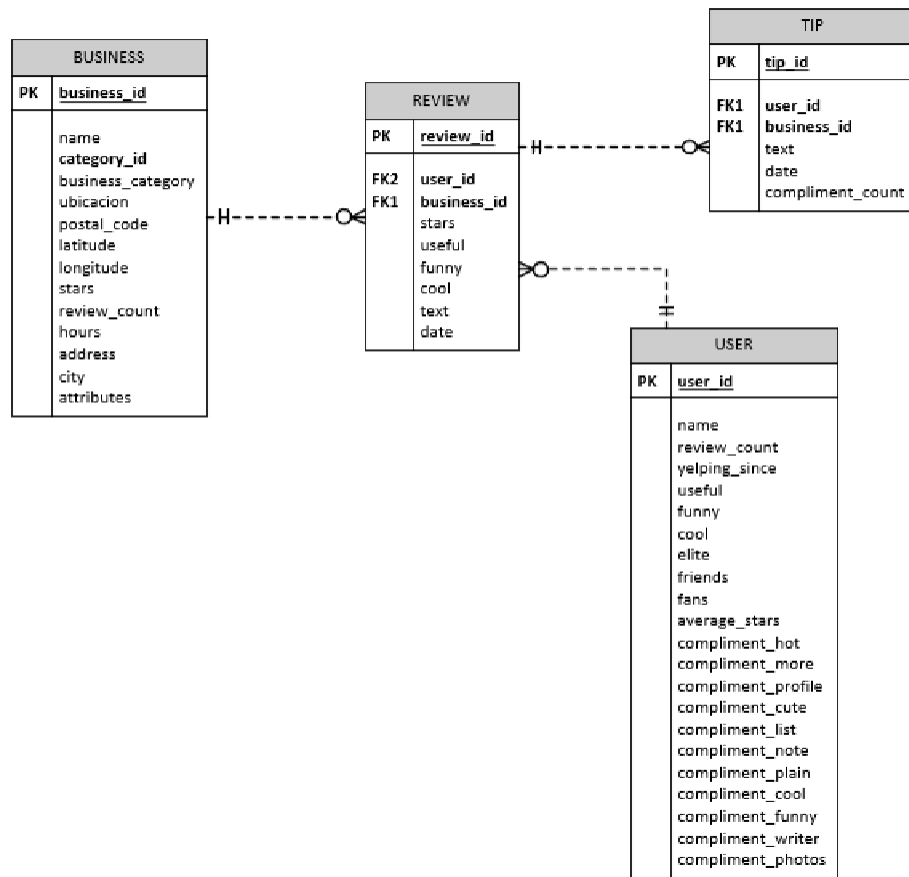 BUSINESS
PK business_id
name
category_id
business_category
ubicacion
postal_code
latitude
longitude
stars
review_count
hours
address
city
attributes
REVIEW
PK review_id
FK2 user_id
FK1 business_id
stars
useful
funny
cool
text
date
TIP
PK tip_id
FK1 user_id
FK1 business_id
text
date
compliment_count
USER
PK user_id
name
review_count
yelping_since
useful
funny
cool
elite
friends
fans
average_stars
compliment_hot
compliment_more
compliment_profile
compliment_cute
compliment_list
compliment_note
compliment_plain
compliment_cool
compliment_funny
compliment_writer
compliment_photos